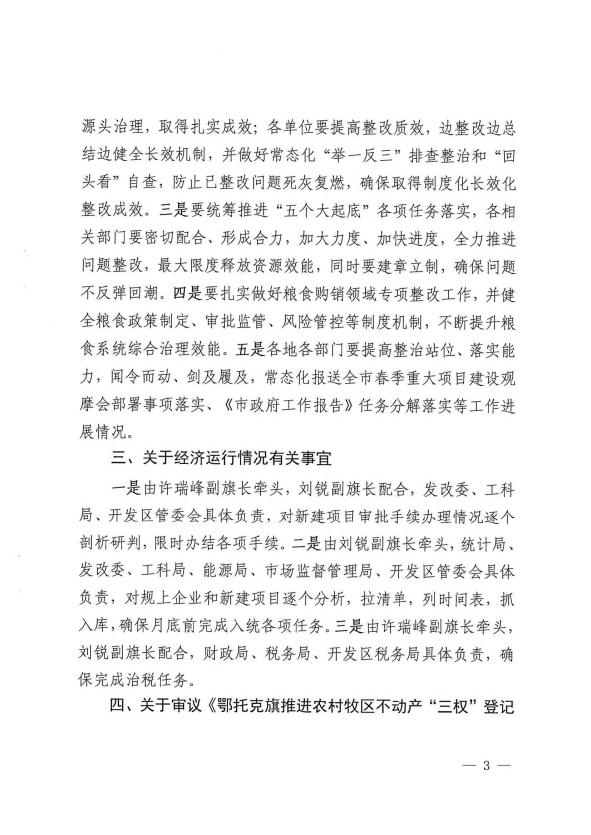 源头治理，取得扎实成效；各单位要提高整改质效，边整改边总
结边健全长效机制，并做好常态化“举一反三”排查整治和“回
头看”自查，防止已整改问题死灰复燃，确保取得制度化长效化
整改成效。三是要统筹推进“五个大起底”各项任务落实，各相
关部门要密切配合、形成合力，加大力度、加快进度，全力推进
问题整改，最大限度释放资源效能，同时要建章立制，确保问题
不反弹回潮。四是要扎实做好粮食购销领域专项整改工作，并健
全粮食政策制定、审批监管、风险管控等制度机制，不断提升粮
食系统综合治理效能。五是各地各部门要提高整治站位、落实能
力，闻令而动、剑及履及，常态化报送全市春季重大项目建设观
摩会部署事项落实、《市政府工作报告》任务分解落实等工作进
展情况。
三、关于经济运行情况有关事宜
一是由许瑞峰副旗长牵头，刘锐副旗长配合，发改委、工科
局、开发区管委会具体负责，对新建项目审批手续办理情况逐个
剖析研判，限时办结各项手续。二是由刘锐副旗长牵头，统计局、
发改委、工科局、能源局、市场监督管理局、开发区管委会具体
负责，对规上企业和新建项目逐个分析，拉清单，列时间表，抓
入库，确保月底前完成入统各项任务。三是由许瑞峰副旗长牵头，
刘锐副旗长配合，财政局、税务局、开发区税务局具体负责，确
保完成治税任务。
四、关于审议《鄂托克旗推进农村牧区不动产“三权”登记
— 3 —